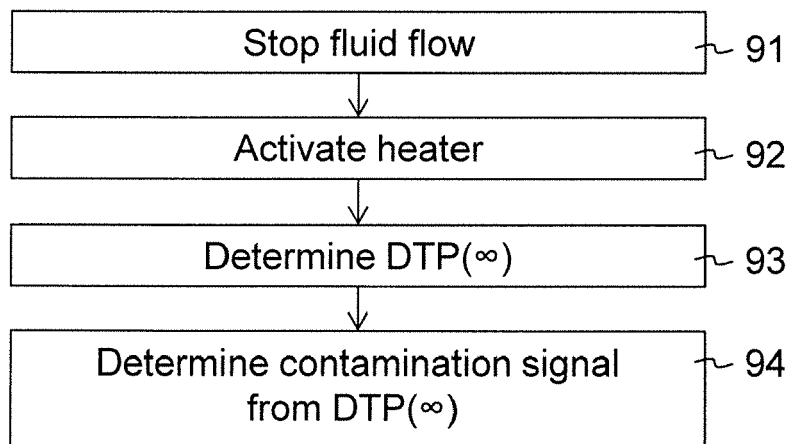 Stop fluid flow 91
Activate heater 92
Determine DTP(∞) 93
Determine contamination signal 94
from DTP(∞)